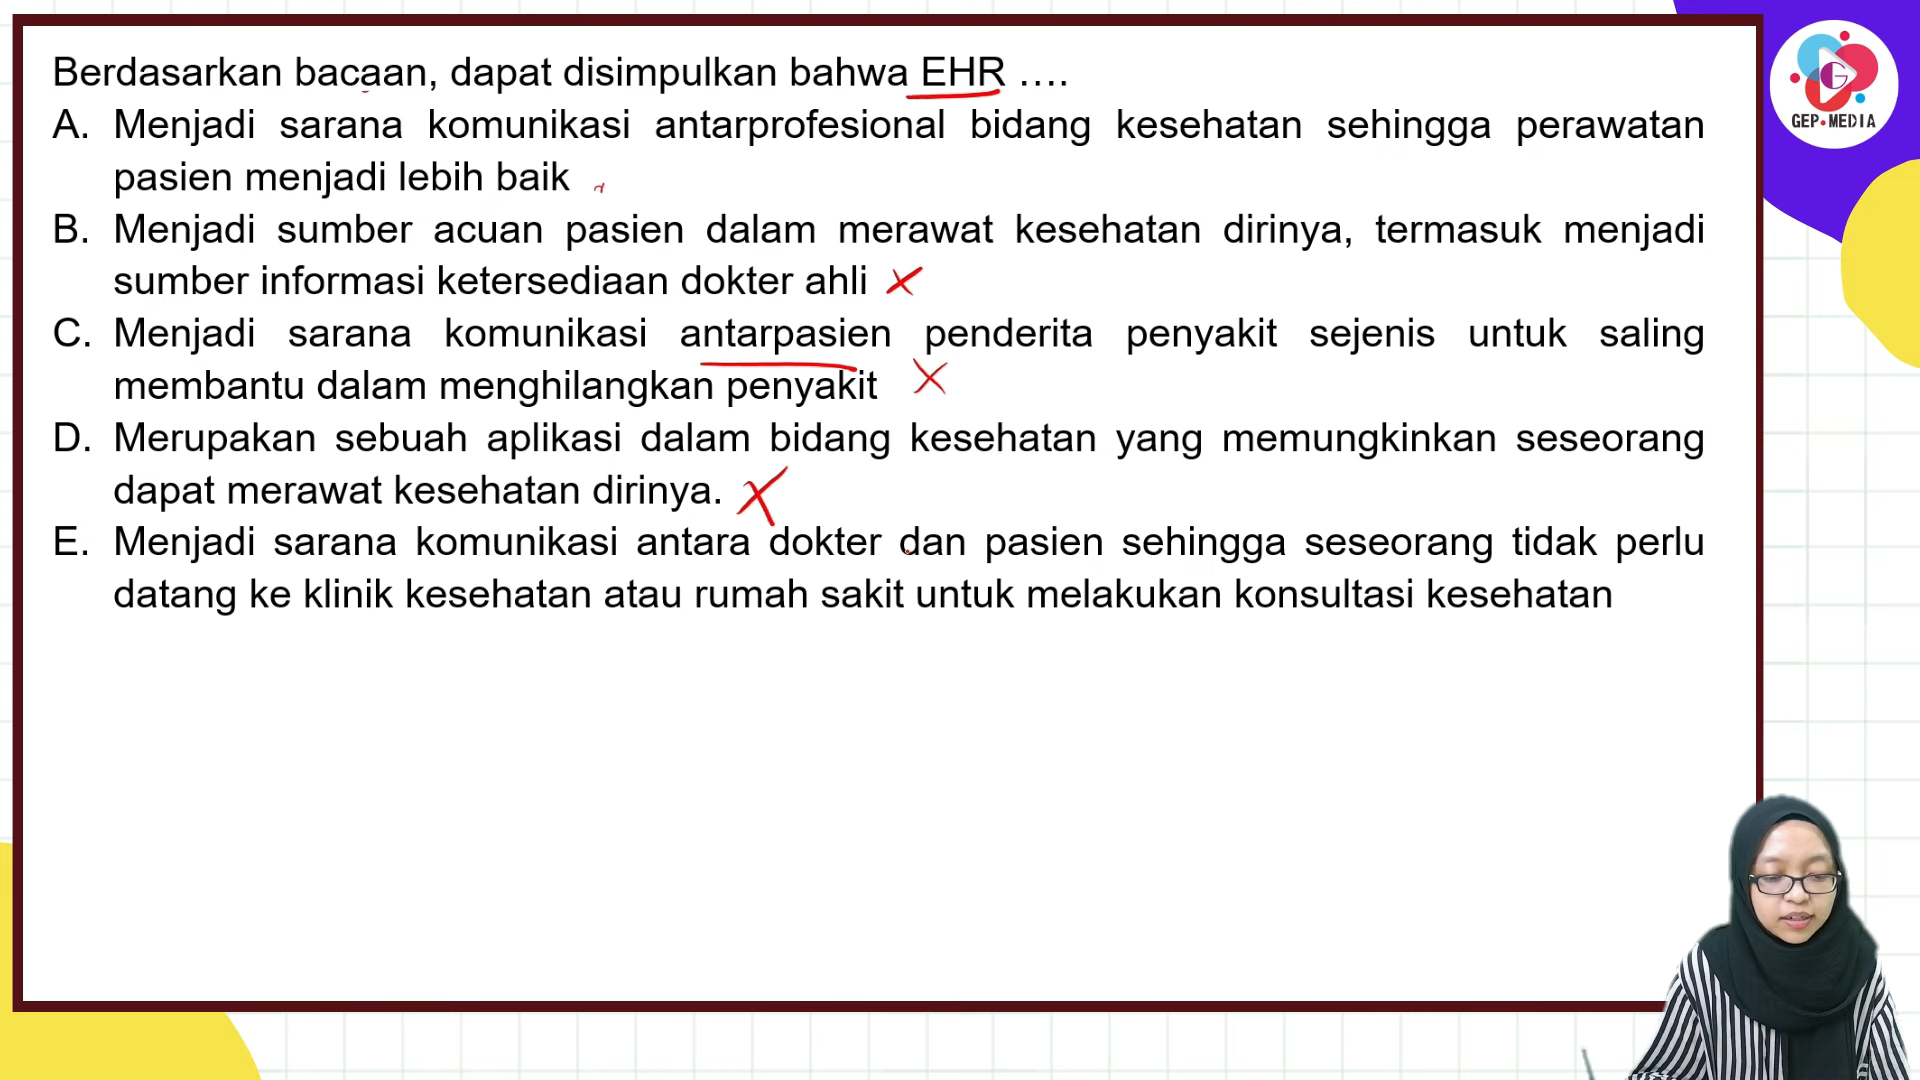 Berdasarkan bacaan, dapat disimpulkan bahwa EHR ....
A. Menjadi sarana komunikasi antarprofesional bidang kesehatan sehingga perawatan
pasien menjadi lebih baik
B. Menjadi sumber acuan pasien dalam merawat kesehatan dirinya, termasuk menjadi
sumber informasi ketersediaan dokter ahli
C. Menjadi sarana komunikasi antarpasien penderita penyakit sejenis untuk saling
membantu dalam menghilangkan penyakit
D. Merupakan sebuah aplikasi dalam bidang kesehatan yang memungkinkan seseorang
dapat merawat kesehatan dirinya.
E. Menjadi sarana komunikasi antara dokter dan pasien sehingga seseorang tidak perlu
datang ke klinik kesehatan atau rumah sakit untuk melakukan konsultasi kesehatan
G
GEP•MEDIA